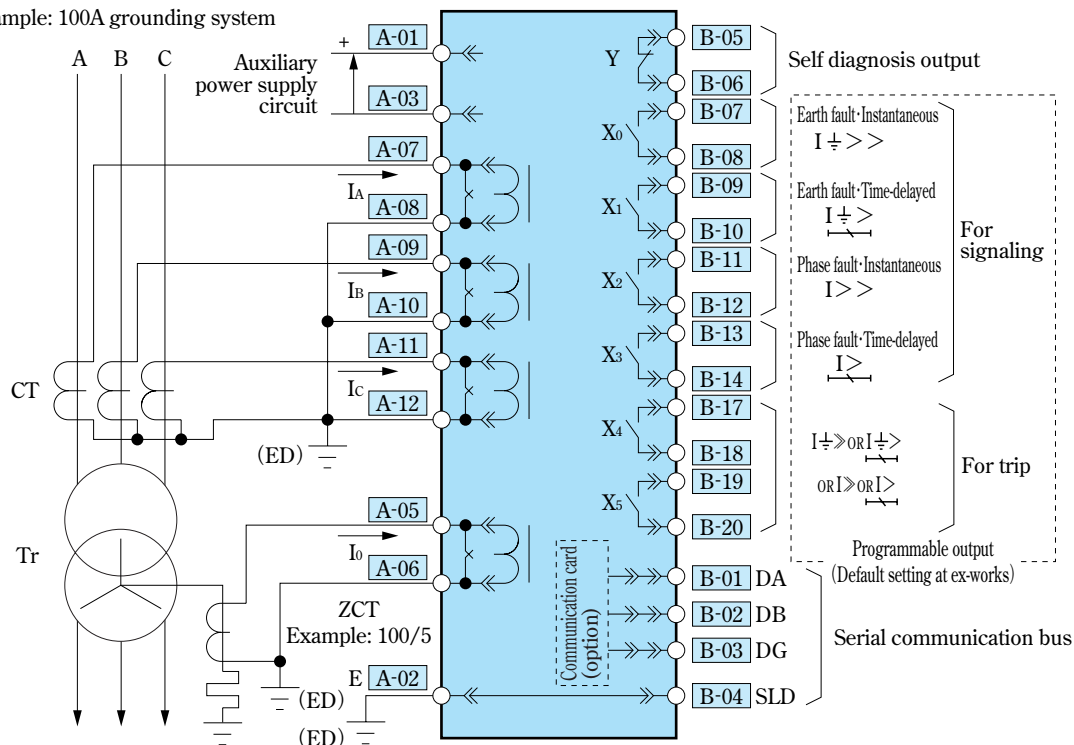 ample: 100A grounding system
A B C
Auxiliary
power supply
circuit
+
A-01
A-03
A-07
IA
A-08
A-09
IB
A-10
A-11
IC
A-12
CT
(ED)
Tr
A-05
I0
A-06
ZCT
Example: 100/5
E A-02
(ED)
(ED)
Y
X0
X1
X2
X3
X4
X5
Communication card
(option)
B-05
B-06
B-07
B-08
B-09
B-10
B-11
B-12
B-13
B-14
B-17
B-18
B-19
B-20
B-01 DA
B-02 DB
B-03 DG
B-04 SLD
Self diagnosis output
Earth fault·Instantaneous
I⏚>>
Earth fault·Time-delayed
I⏚>
Phase fault·Instantaneous
I>>
Phase fault·Time-delayed
I>
For
signaling
I⏚≫ORI⏚>
ORI≫ORI>
For trip
Programmable output
(Default setting at ex-works)
Serial communication bus